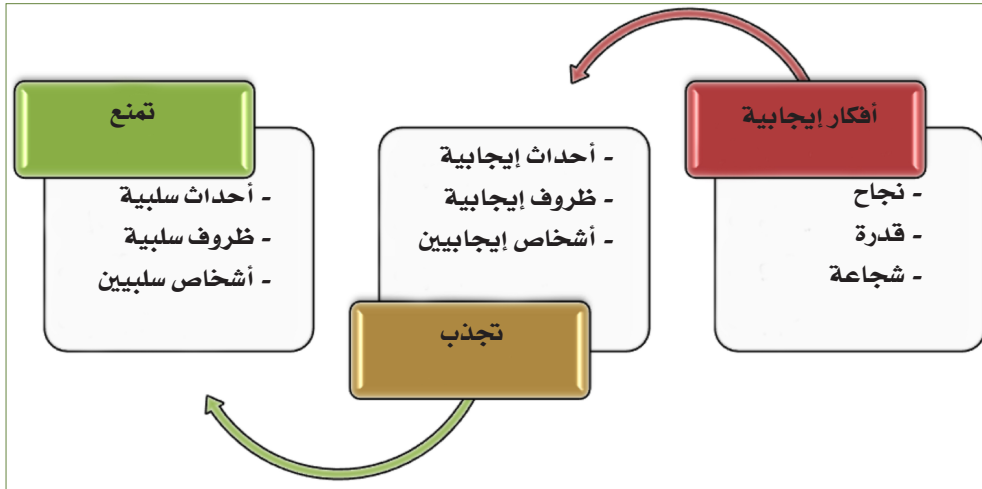 أفكار إيجابية
- نجاح
- قدرة
- شجاعة
- أحداث إيجابية
- ظروف إيجابية
- أشخاص إيجابيين
تجذب
تمنع
- أحداث سلبية
- ظروف سلبية
- أشخاص سلبيين